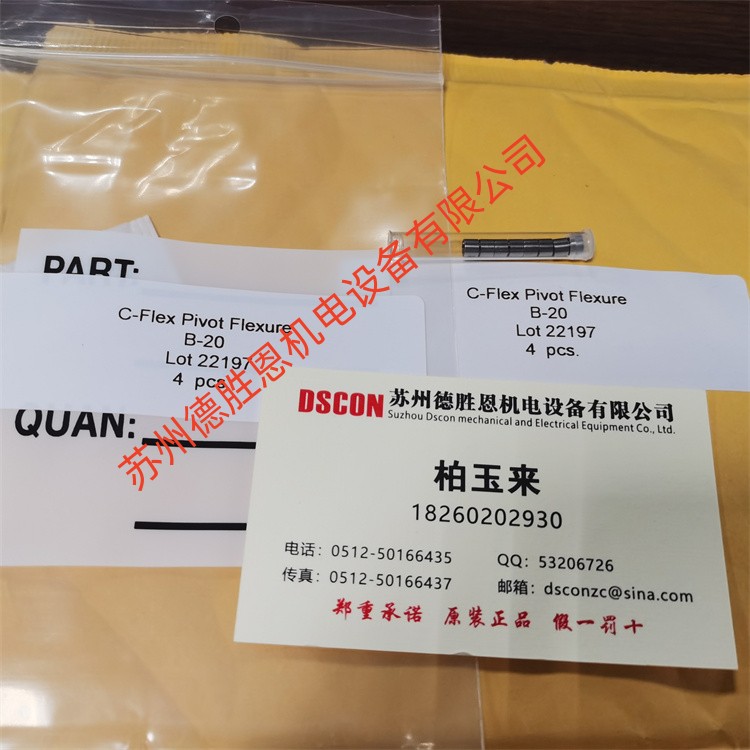 PART:
C-Flex Pivot Flexure
B-20
Lot 22197
4 pcs.
QUAN:
C-Flex Pivot Flexure
B-20
Lot 22197
4 pcs.
DSCON 苏州德胜恩机电设备有限公司
Suzhou Dscon mechanical and Electrical Equipment Co., Ltd.
柏玉来
18260202930
电话：0512-50166435
QQ：53206726
传真：0512-50166437
邮箱：dsconzc@sina.com
郑重承诺 原装正品 假一罚十
苏州德胜恩机电设备有限公司